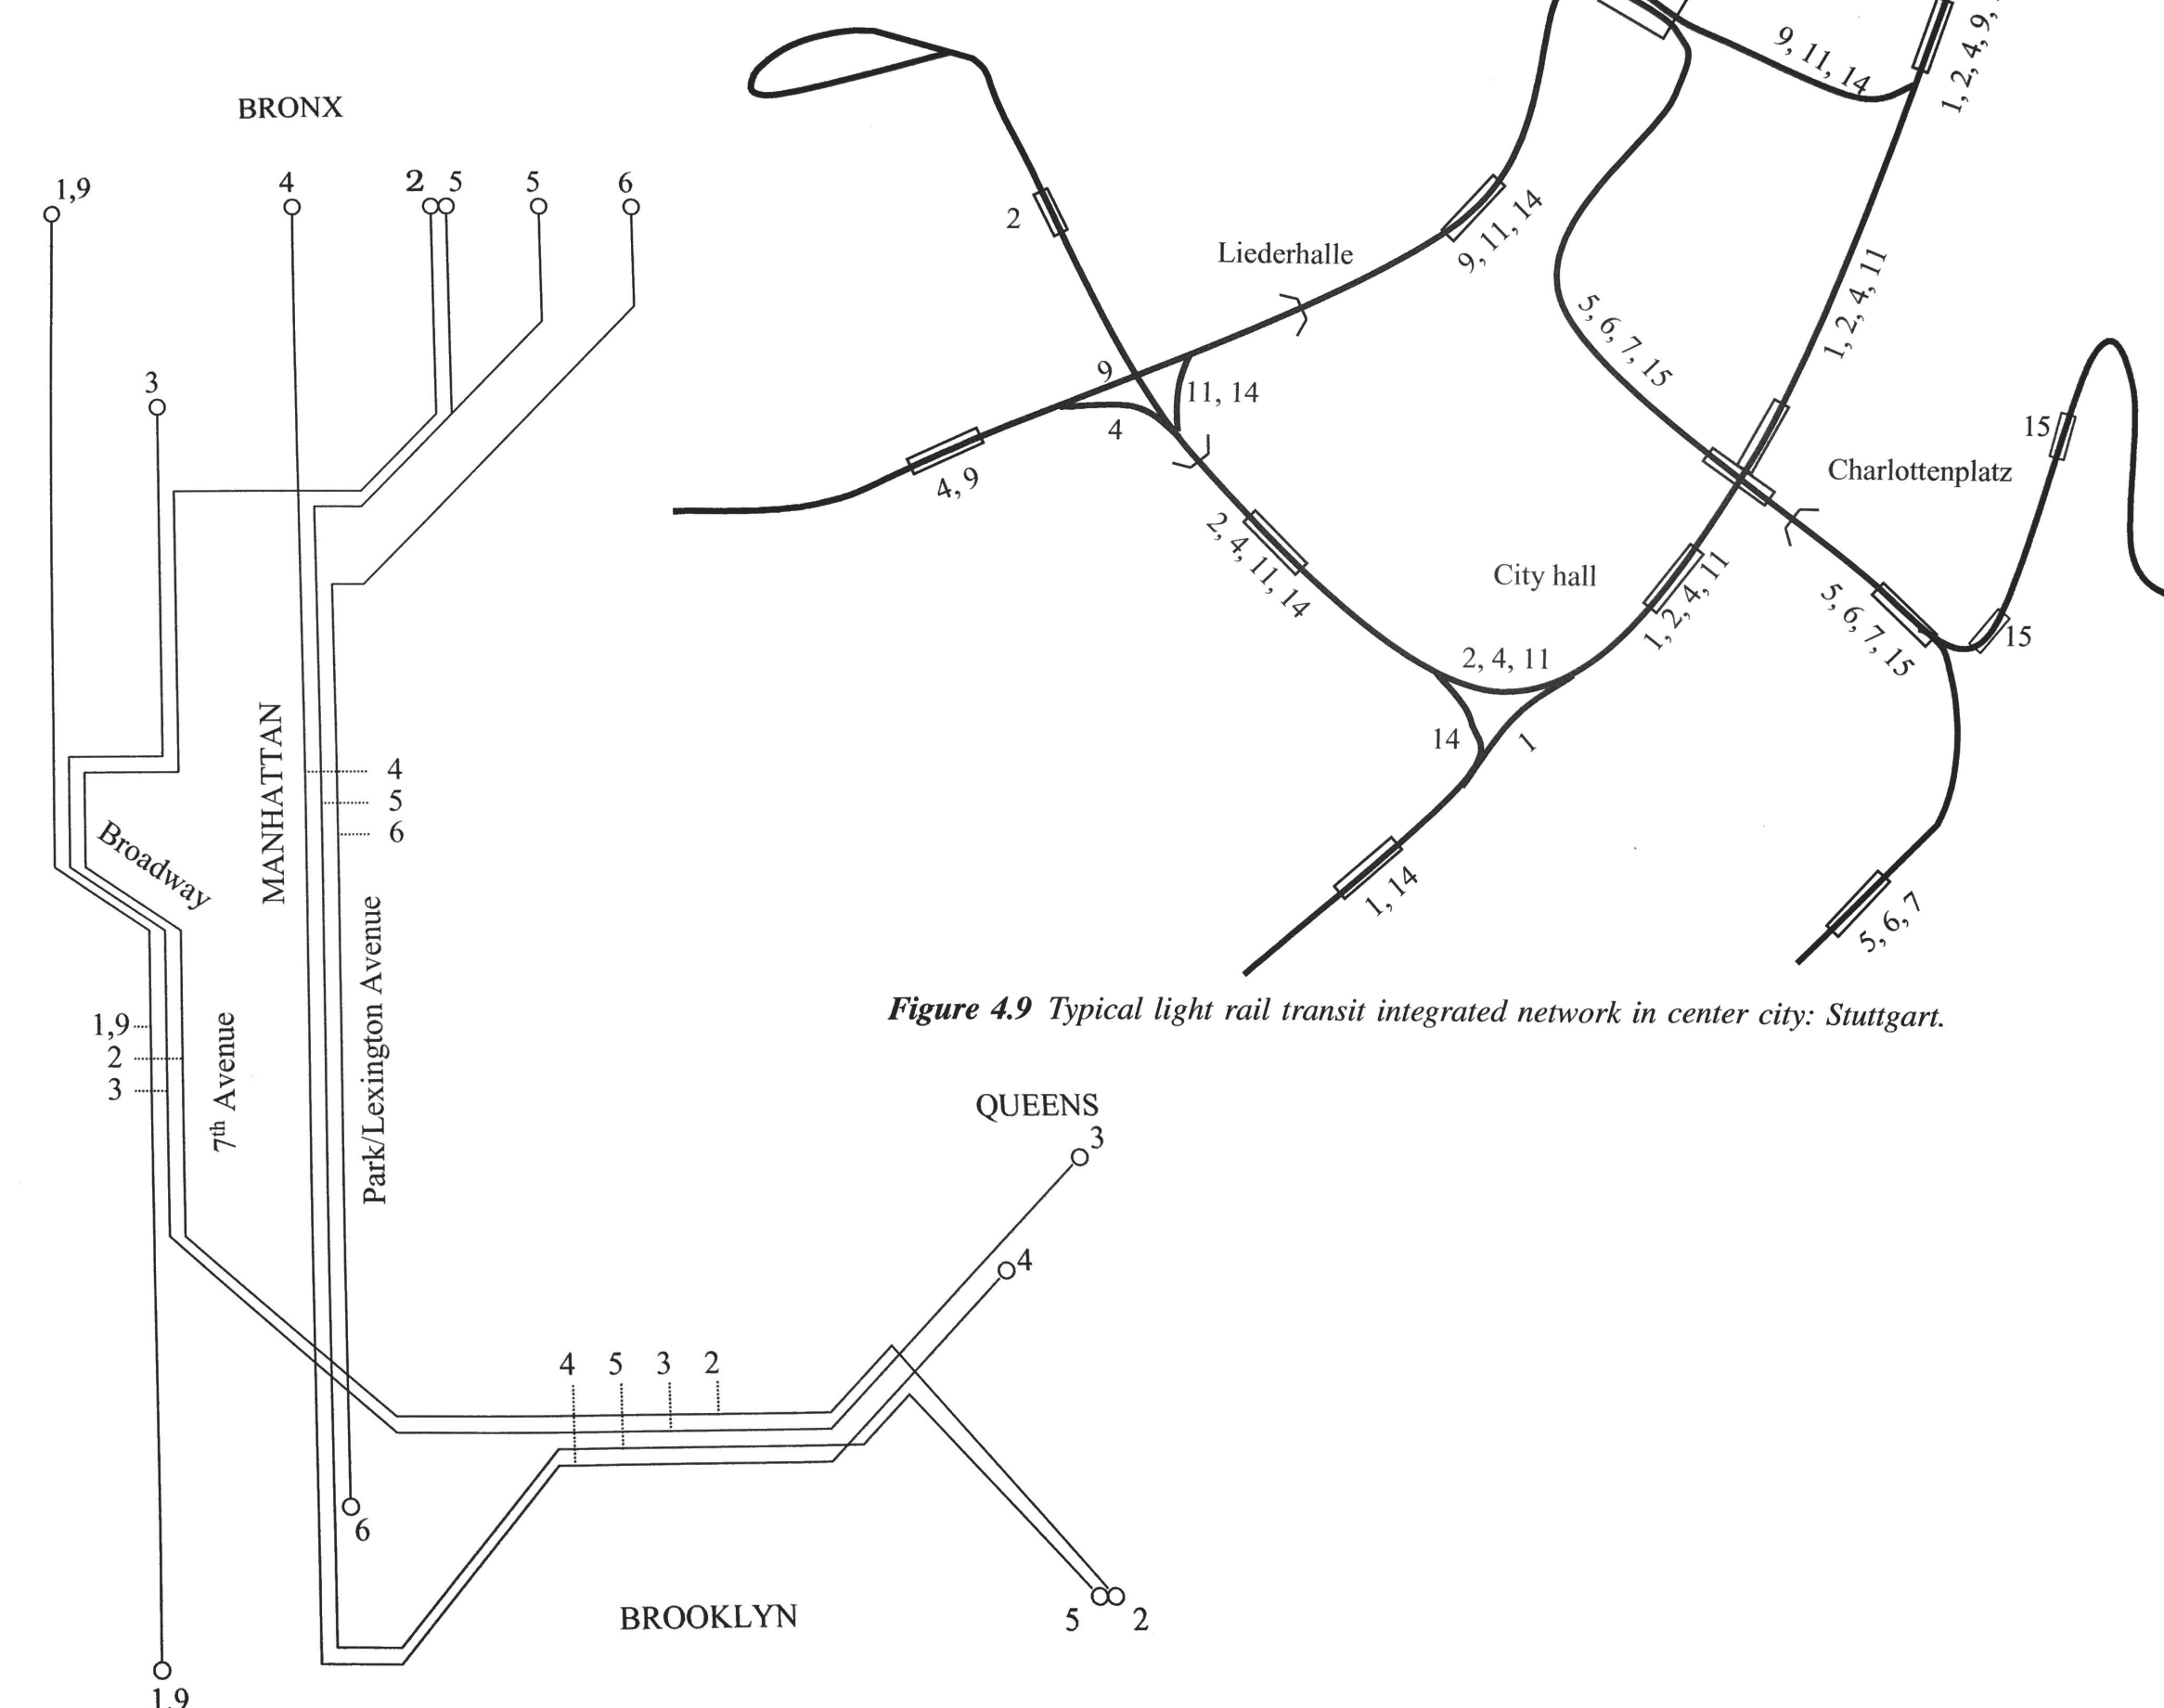 BRONX
1,9
4
2
5
5
6
3
MANHATTAN
4
5
6
Broadway
Park/Lexington Avenue
7th Avenue
1,9
2
3
9, 11, 14
1, 2, 4, 9,
2
Liederhalle
9, 11, 14
5, 6, 7, 15
1, 2, 4, 11
9
11, 14
4
4, 9
15
Charlottenplatz
2, 4, 11, 14
City hall
1, 2, 4, 11
5, 6, 7, 15
15
2, 4, 11
14
1
1, 14
5, 6, 7
Figure 4.9 Typical light rail transit integrated network in center city: Stuttgart.
QUEENS
3
4
4
5
3
2
6
BROOKLYN
5
2
1,9